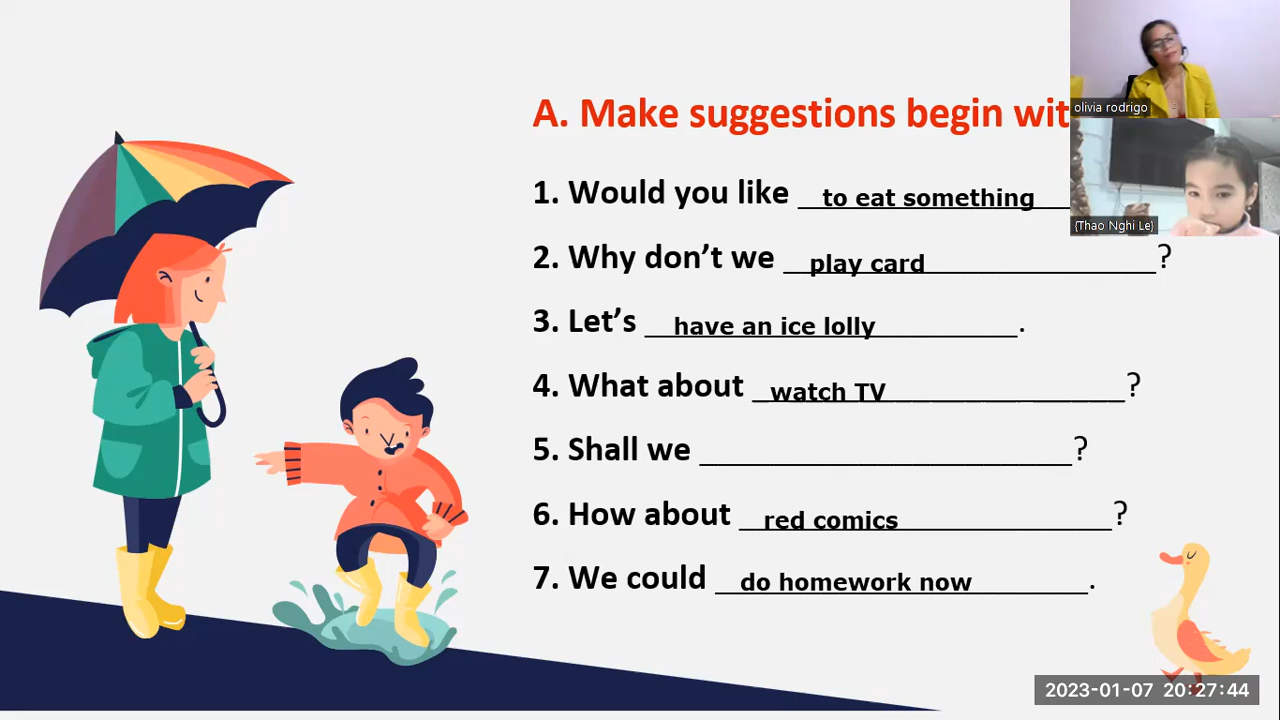 olivia rodrigo
A. Make suggestions begin wit
1. Would you like to eat something
{Thao Nghi Le}
2. Why don’t we play card ?
3. Let’s have an ice lolly .
4. What about watch TV ?
5. Shall we ____________________ ?
6. How about red comics ?
7. We could do homework now .
2023-01-07 20:27:44